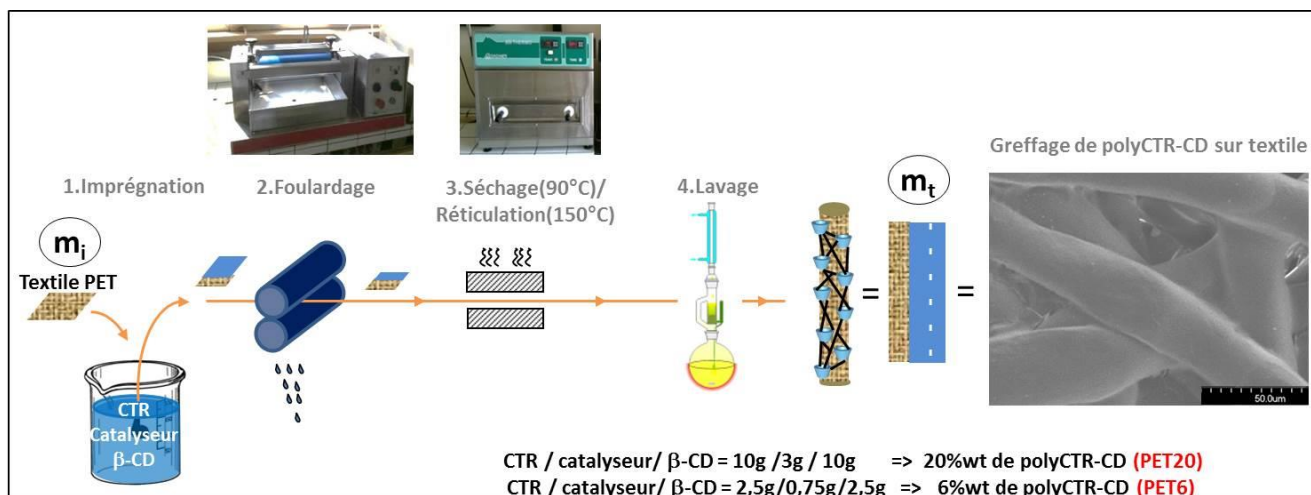 Greffage de polyCTR-CD sur textile
1.Imprégnation
2.Foulardage
3.Séchage(90°C)/
Réticulation(150°C)
4.Lavage
mi
Textile PET
mt
=
=
CTR
Catalyseur
β-CD
50.0um
CTR / catalyseur/ β-CD = 10g /3g / 10g => 20%wt de polyCTR-CD (PET20)
CTR / catalyseur/ β-CD = 2,5g/0,75g/2,5g => 6%wt de polyCTR-CD (PET6)